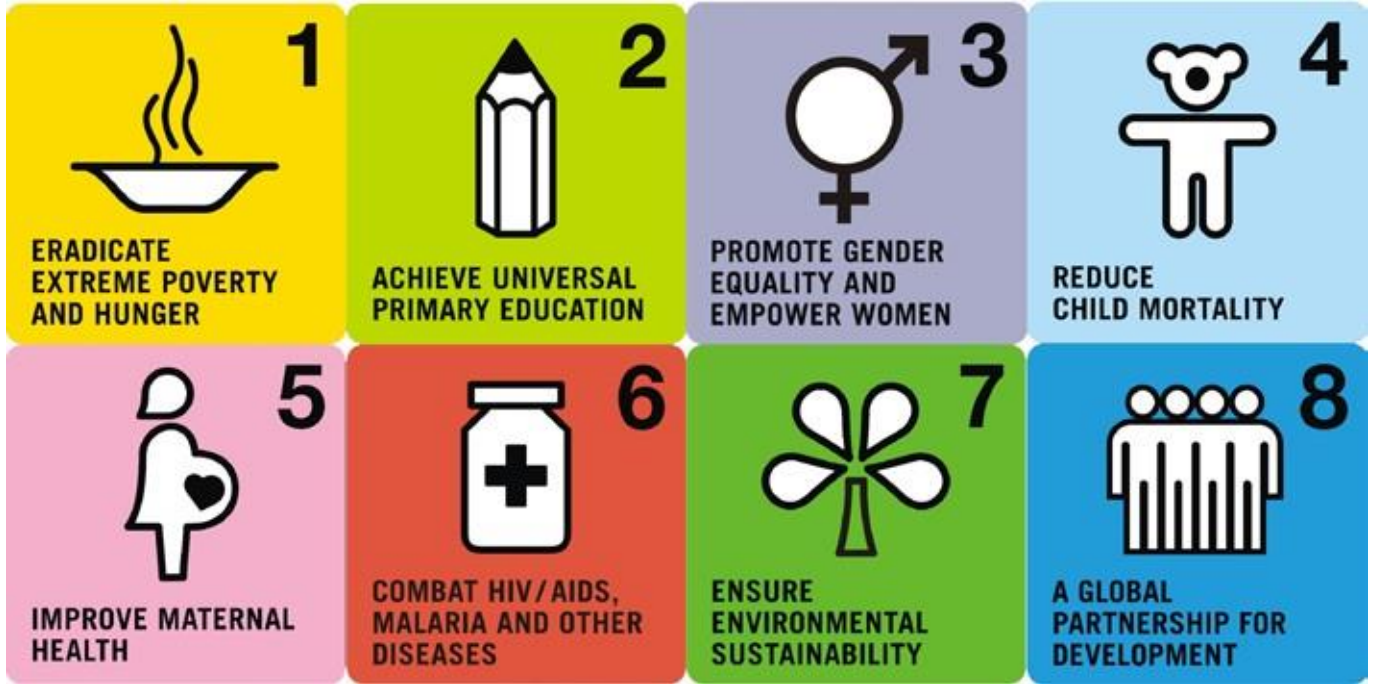 1
ERADICATE
EXTREME POVERTY
AND HUNGER
2
ACHIEVE UNIVERSAL
PRIMARY EDUCATION
3
PROMOTE GENDER
EQUALITY AND
EMPOWER WOMEN
4
REDUCE
CHILD MORTALITY
5
IMPROVE MATERNAL
HEALTH
6
COMBAT HIV/AIDS,
MALARIA AND OTHER
DISEASES
7
ENSURE
ENVIRONMENTAL
SUSTAINABILITY
8
A GLOBAL
PARTNERSHIP FOR
DEVELOPMENT